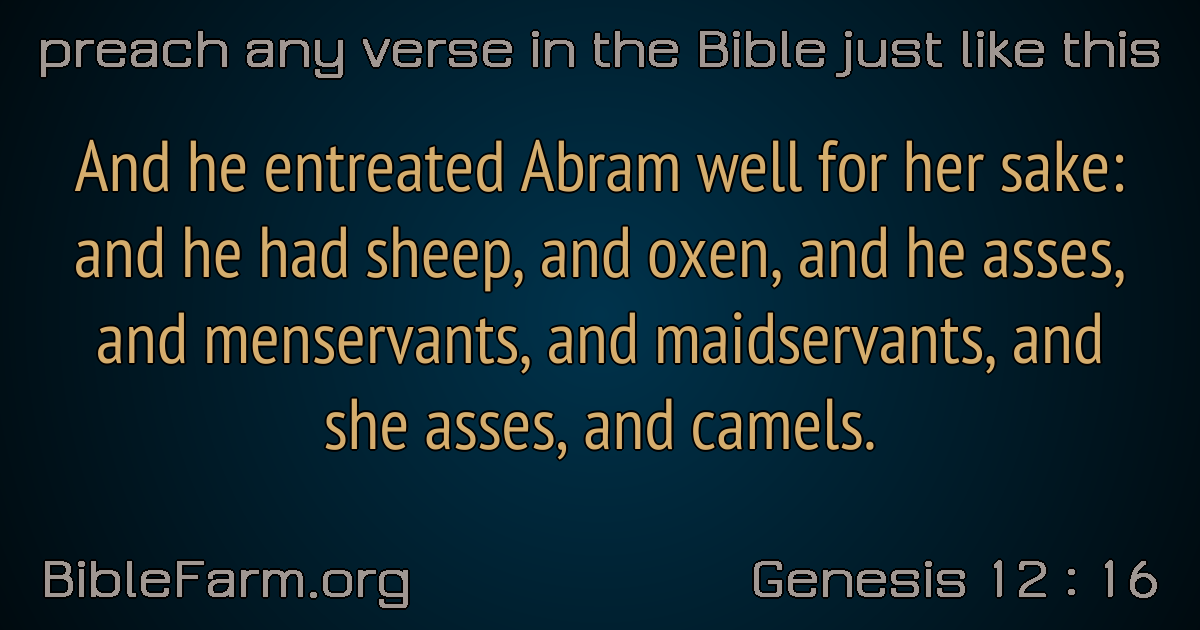 preach any verse in the Bible just like this
And he entreated Abram well for her sake:
and he had sheep, and oxen, and he asses,
and menservants, and maidservants, and
she asses, and camels.
BibleFarm.org
Genesis 12 : 16